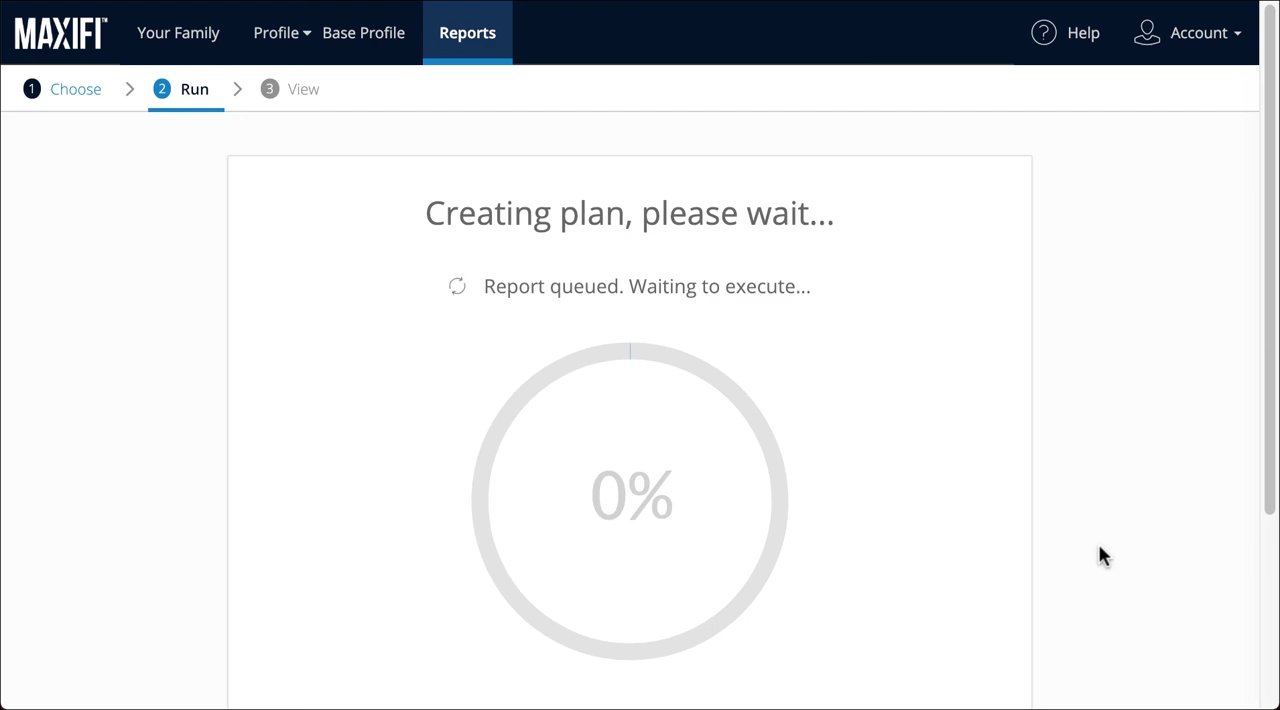 MAXIFI™ Your Family Profile Base Profile Reports ? Help Account
1 Choose 2 Run 3 View
Creating plan, please wait...
Report queued. Waiting to execute...
0%